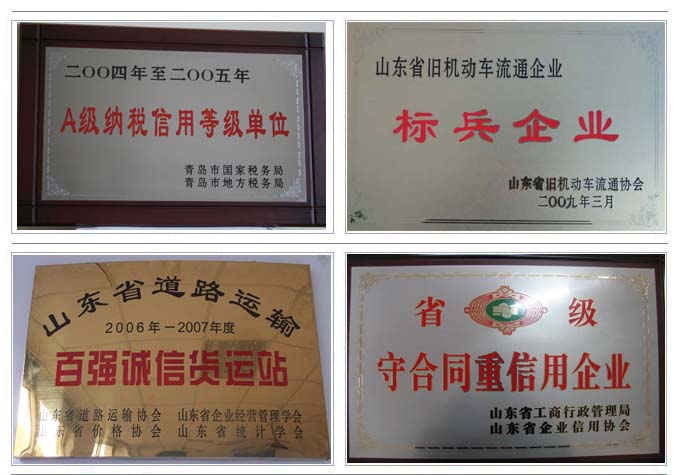 二〇〇四年至二〇〇五年
A级纳税信用等级单位
青岛市国家税务局
青岛市地方税务局
山东省旧机动车流通企业
标兵企业
山东省旧机动车流通协会
二〇〇九年三月
山东省道路运输
2006年-2007年度
百强诚信货运站
山东省道路运输协会 山东省企业经营管理学会
山东省价格协会 山东省统计学会
省 级
守合同重信用企业
山东省工商行政管理局
山东省企业信用协会